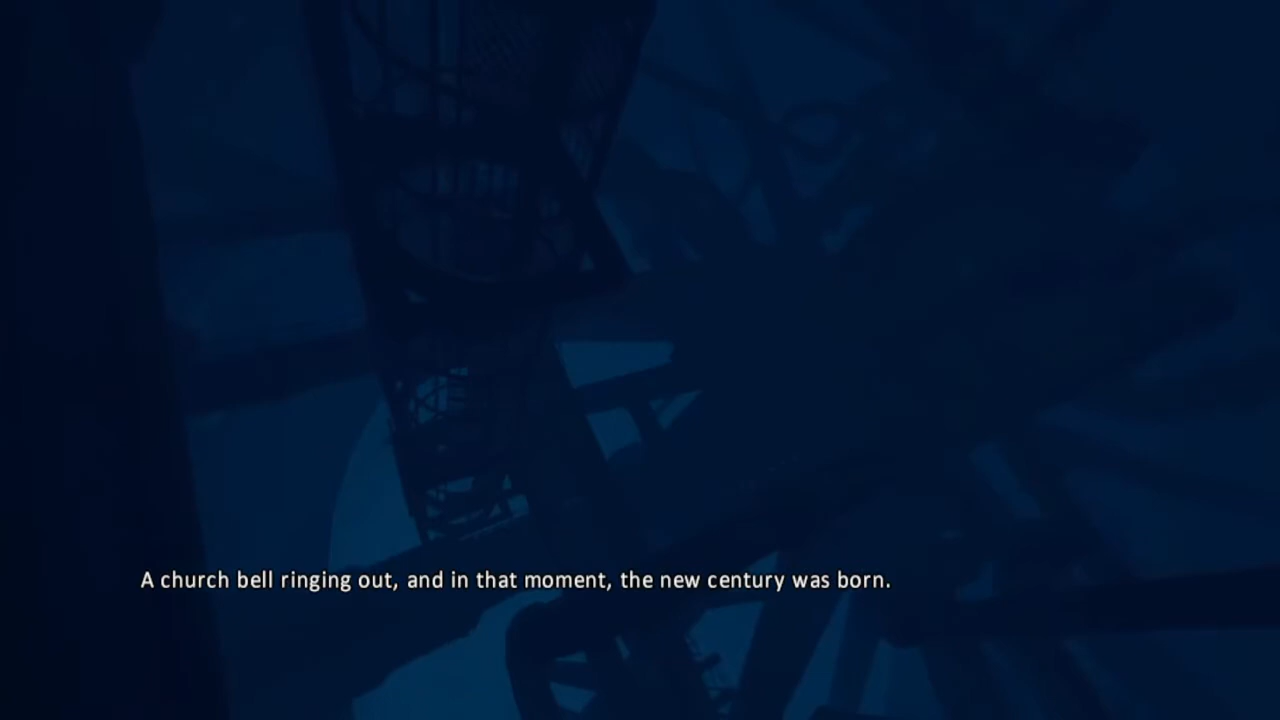 A church bell ringing out, and in that moment, the new century was born.